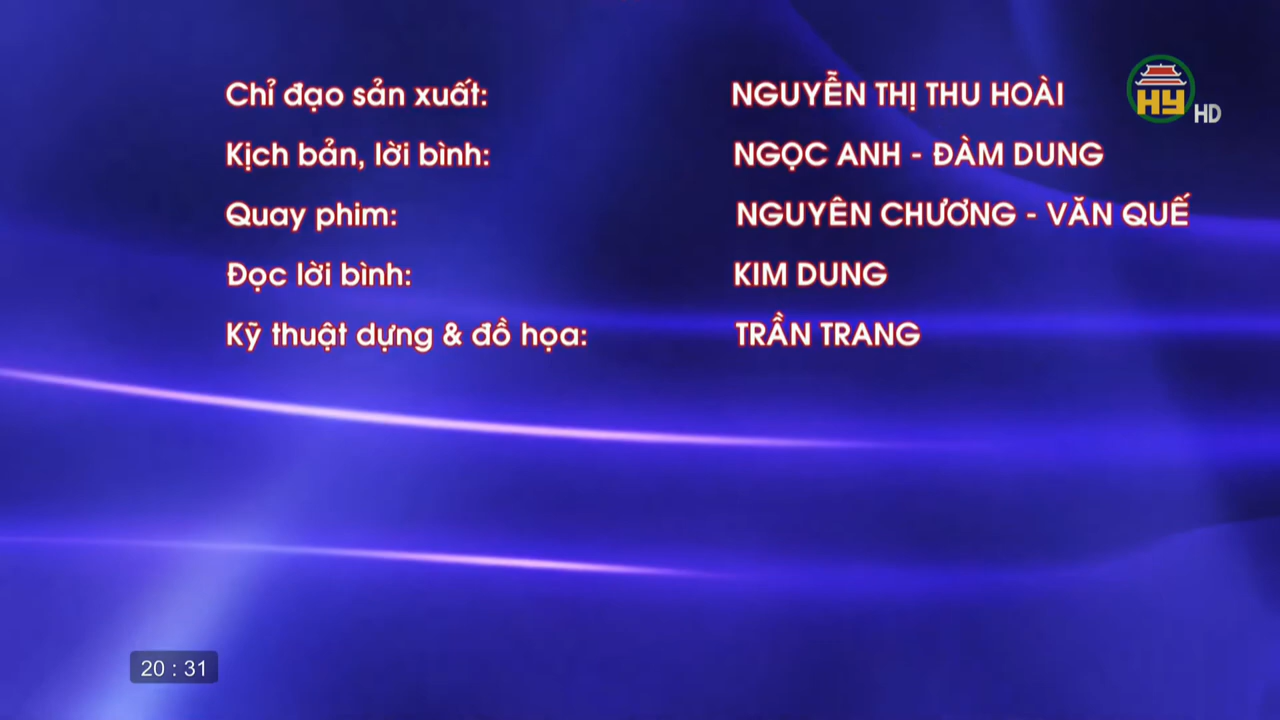 Chỉ đạo sản xuất: NGUYỄN THỊ THU HOÀI
Kịch bản, lời bình: NGỌC ANH - ĐÀM DUNG
Quay phim: NGUYÊN CHƯƠNG - VĂN QUẾ
Đọc lời bình: KIM DUNG
Kỹ thuật dựng & đồ họa: TRẦN TRANG
HY HD
20 : 31